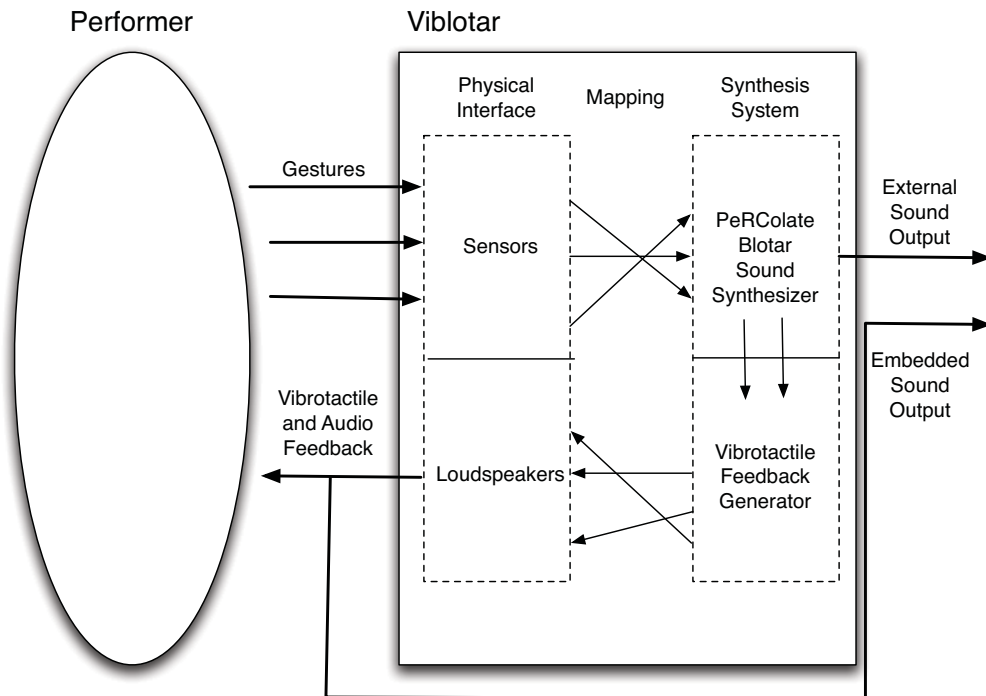 Performer
Viblotar
Physical
Interface
Mapping
Synthesis
System
Gestures
Sensors
PeRColate
Blotar
Sound
Synthesizer
External
Sound
Output
Embedded
Sound
Output
Vibrotactile
and Audio
Feedback
Loudspeakers
Vibrotactile
Feedback
Generator